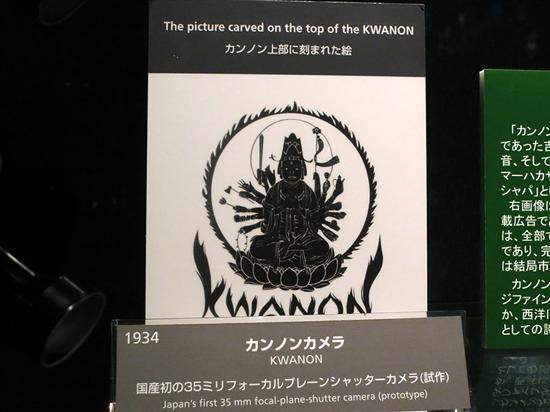 The picture carved on the top of the KWANON
カンノン上部に刻まれた絵
KWANON
1934
カンノンカメラ
KWANON
国産初の35ミリフォーカルプレーンシャッターカメラ(試作)
Japan's first 35 mm focal-plane-shutter camera (prototype)
「カンノン
であった吉
音、そして
マーハカサ
シャパ」と
右画像は
載広告であ
は、全部で
であり、完
は結局市
カンノン
ジファイン
か、西洋に
としての誇